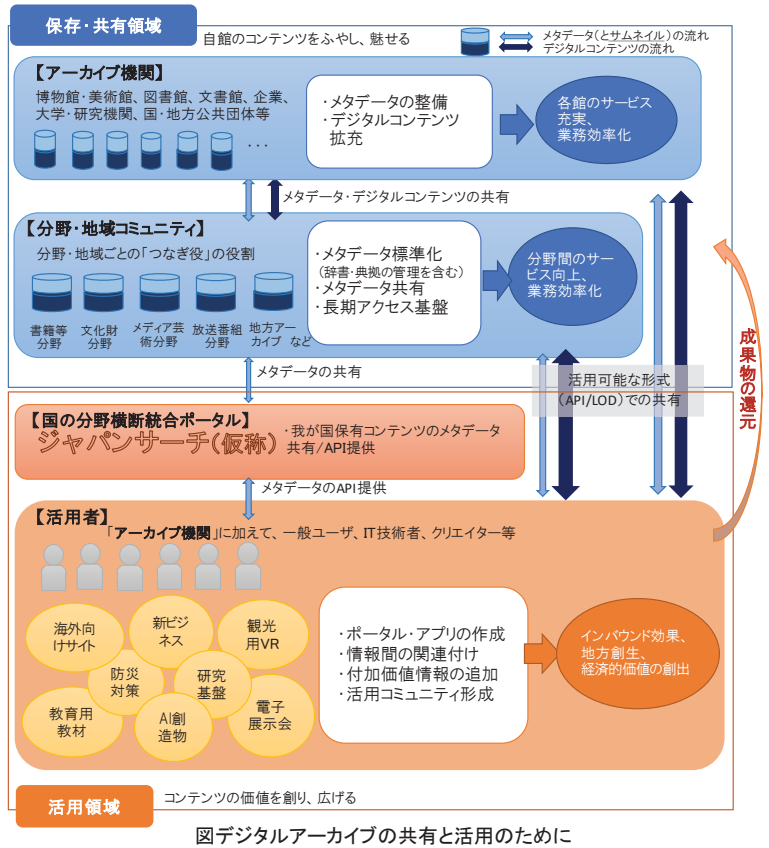 保存・共有領域
自館のコンテンツをふやし、魅せる
メタデータ(とサムネイル)の流れ
デジタルコンテンツの流れ
【アーカイブ機関】
博物館・美術館、図書館、文書館、企業、
大学・研究機関、国・地方公共団体等
・・・
・メタデータの整備
・デジタルコンテンツ
拡充
各館のサービス
充実、
業務効率化
メタデータ・デジタルコンテンツの共有
【分野・地域コミュニティ】
分野・地域ごとの「つなぎ役」の役割
書籍等
分野
文化財
分野
メディア芸
術分野
放送番組
分野
地方アー
カイブ など
・メタデータ標準化
(辞書・典拠の管理を含む)
・メタデータ共有
・長期アクセス基盤
分野間のサー
ビス向上、
業務効率化
メタデータの共有
活用可能な形式
(API/LOD)での共有
成果物の還元
【国の分野横断統合ポータル】
ジャパンサーチ(仮称)
・我が国保有コンテンツのメタデータ
共有/API提供
メタデータのAPI提供
【活用者】
「アーカイブ機関」に加えて、一般ユーザ、IT技術者、クリエイター等
海外向
けサイト
新ビジ
ネス
観光
用VR
防災
対策
研究
基盤
教育用
教材
AI創
造物
電子
展示会
・ポータル・アプリの作成
・情報間の関連付け
・付加価値情報の追加
・活用コミュニティ形成
インバウンド効果、
地方創生、
経済的価値の創出
活用領域
コンテンツの価値を創り、広げる
図デジタルアーカイブの共有と活用のために